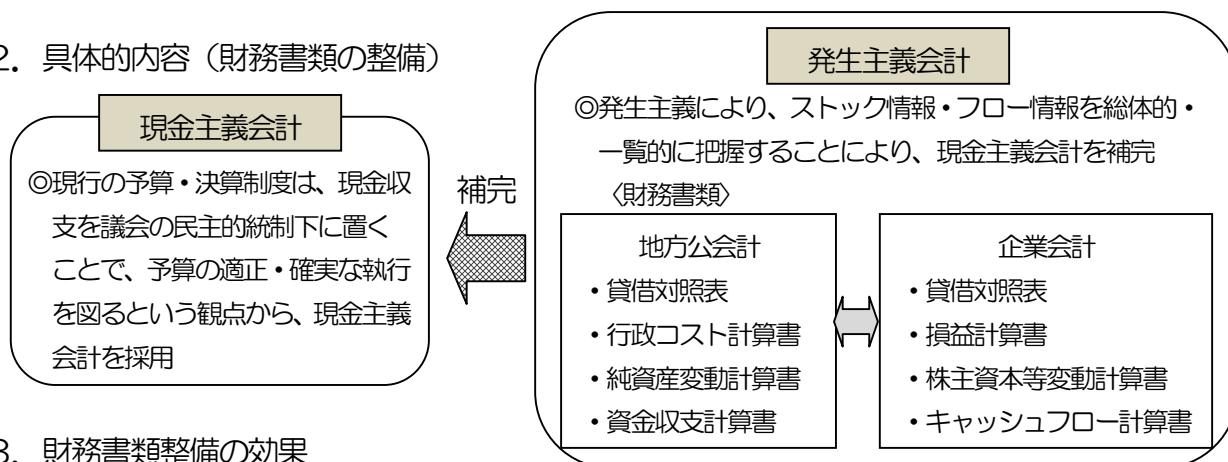 2. 具体的内容（財務書類の整備）
現金主義会計
◎現行の予算・決算制度は、現金収
支を議会の民主的統制下に置く
ことで、予算の適正・確実な執行
を図るという観点から、現金主義
会計を採用
補完
発生主義会計
◎発生主義により、ストック情報・フロー情報を総体的・
一覧的に把握することにより、現金主義会計を補完
〈財務書類〉
地方公会計
・貸借対照表
・行政コスト計算書
・純資産変動計算書
・資金収支計算書
企業会計
・貸借対照表
・損益計算書
・株主資本等変動計算書
・キャッシュフロー計算書
3. 財務書類整備の効果